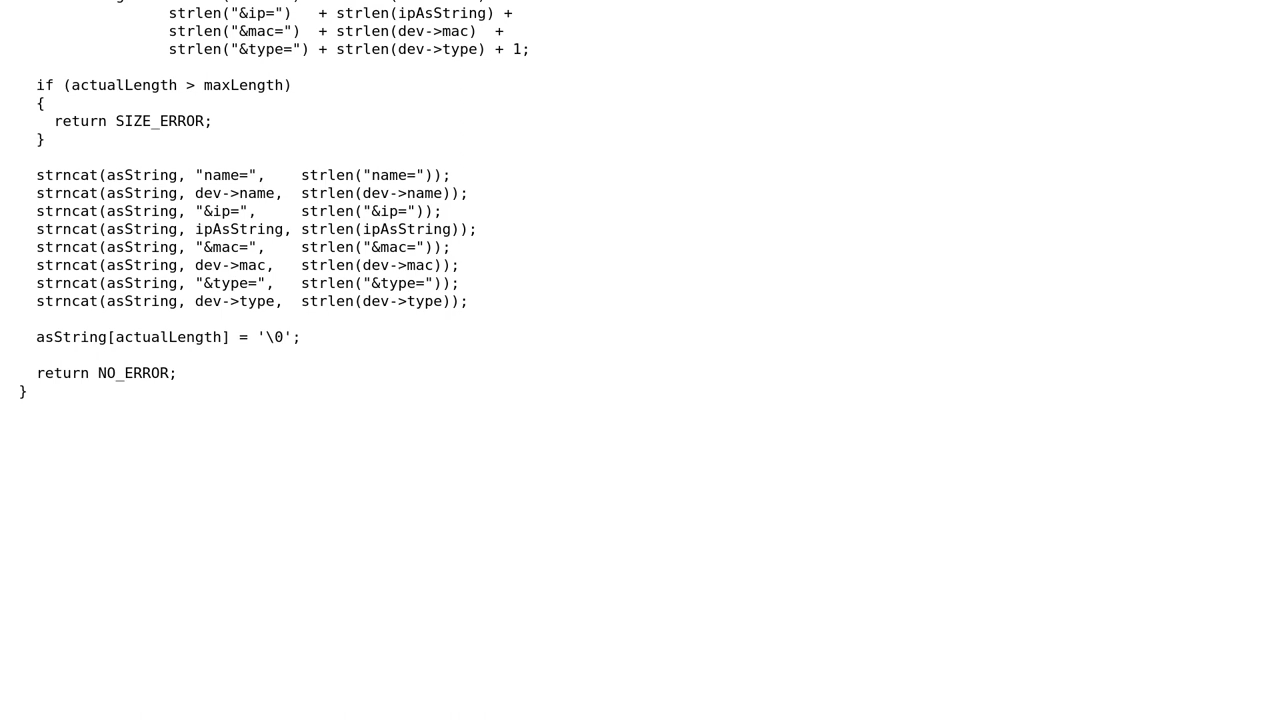 strlen("&ip=")   + strlen(ipAsString) +
strlen("&mac=")  + strlen(dev->mac)  +
strlen("&type=") + strlen(dev->type) + 1;
if (actualLength > maxLength)
{
return SIZE_ERROR;
}
strncat(asString, "name=",    strlen("name="));
strncat(asString, dev->name,  strlen(dev->name));
strncat(asString, "&ip=",     strlen("&ip="));
strncat(asString, ipAsString, strlen(ipAsString));
strncat(asString, "&mac=",    strlen("&mac="));
strncat(asString, dev->mac,   strlen(dev->mac));
strncat(asString, "&type=",   strlen("&type="));
strncat(asString, dev->type,  strlen(dev->type));
asString[actualLength] = '\0';
return NO_ERROR;
}